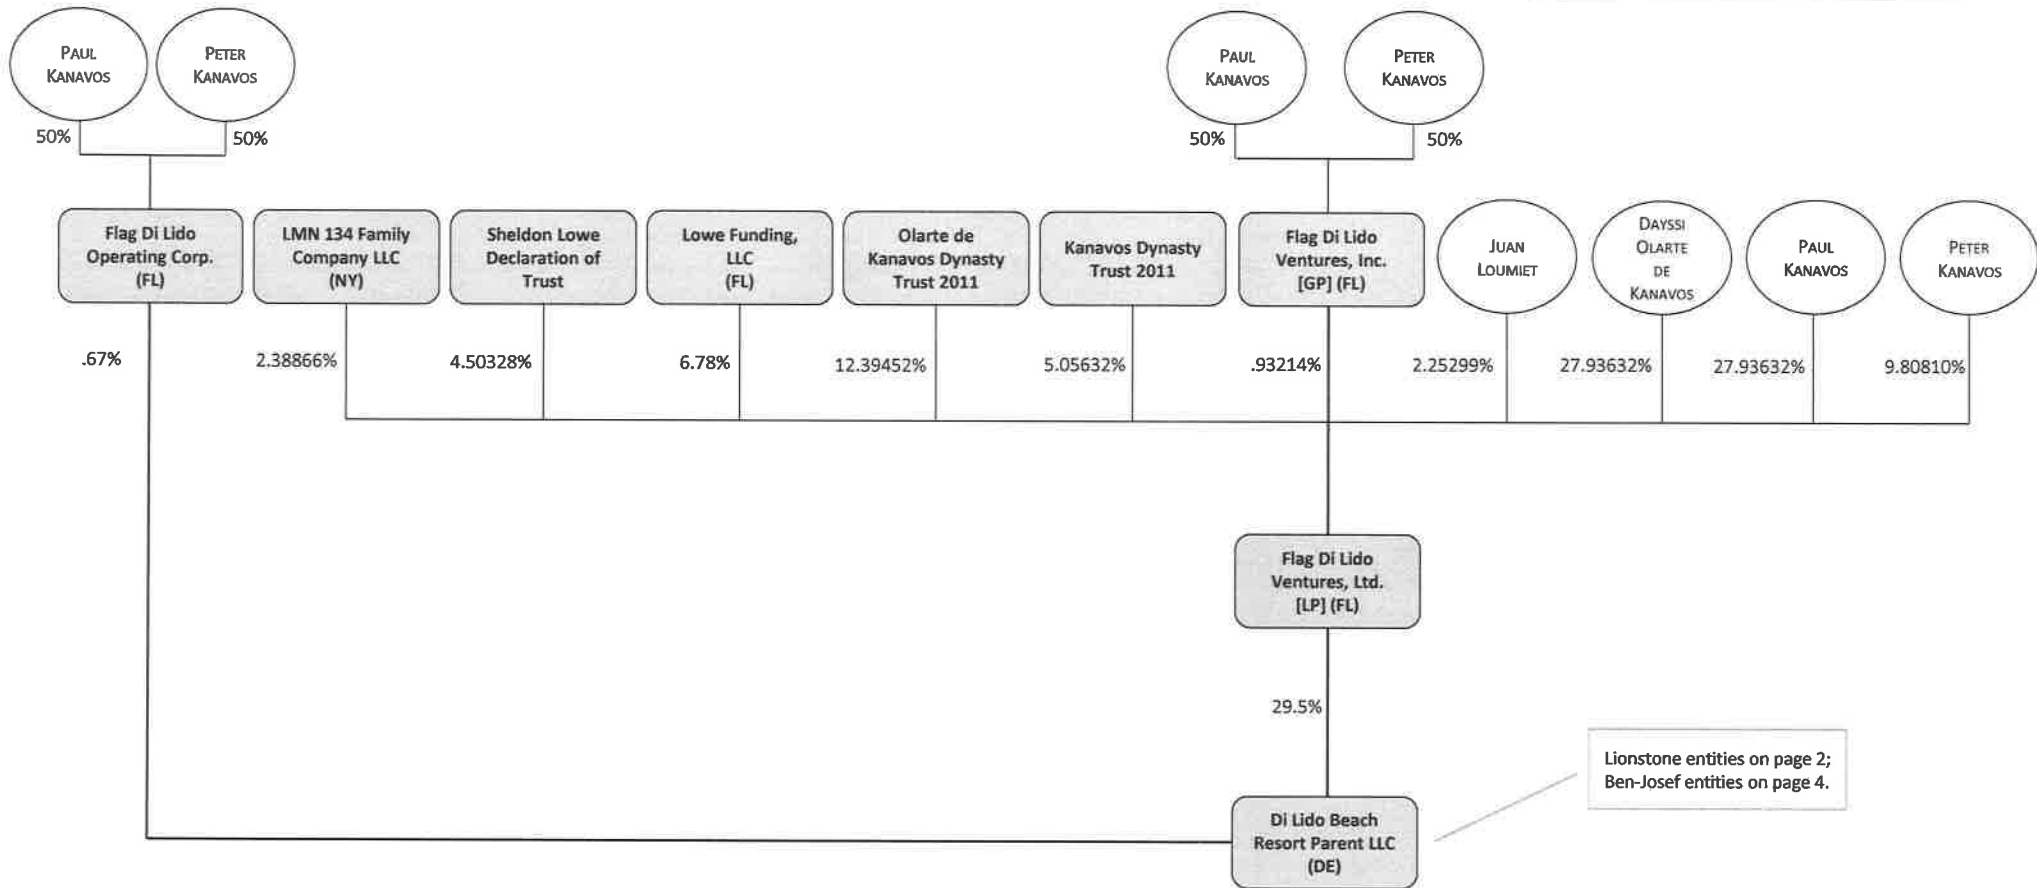 PAUL
KANAVOS
PETER
KANAVOS
50%
50%
PAUL
KANAVOS
PETER
KANAVOS
50%
50%
Flag Di Lido
Operating Corp.
(FL)
LMN 134 Family
Company LLC
(NY)
Sheldon Lowe
Declaration of
Trust
Lowe Funding,
LLC
(FL)
Olarte de
Kanavos Dynasty
Trust 2011
Kanavos Dynasty
Trust 2011
Flag Di Lido
Ventures, Inc.
[GP] (FL)
JUAN
LOUMIET
DAYSSI
OLARTE
DE
KANAVOS
PAUL
KANAVOS
PETER
KANAVOS
.67%
2.38866%
4.50328%
6.78%
12.39452%
5.05632%
.93214%
2.25299%
27.93632%
27.93632%
9.80810%
Flag Di Lido
Ventures, Ltd.
[LP] (FL)
29.5%
Lionstone entities on page 2;
Ben-Josef entities on page 4.
Di Lido Beach
Resort Parent LLC
(DE)